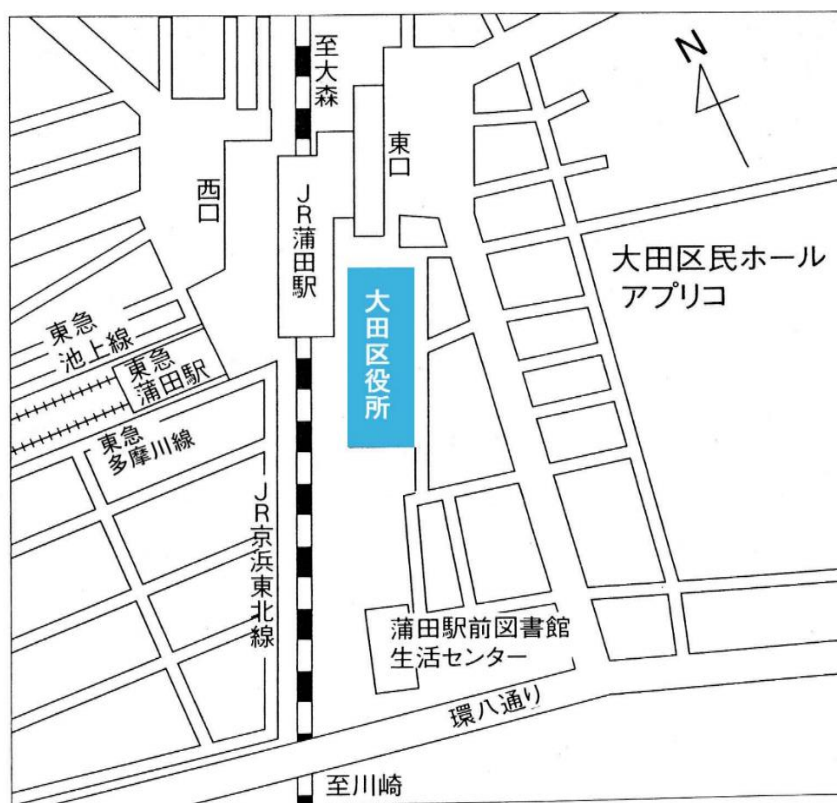 至大森
N
東口
西口
JR蒲田駅
大田区民ホール
アプリコ
大田区役所
東急
池上線
東急
蒲田駅
東急
多摩川線
JR京浜東北線
蒲田駅前図書館
生活センター
環八通り
至川崎